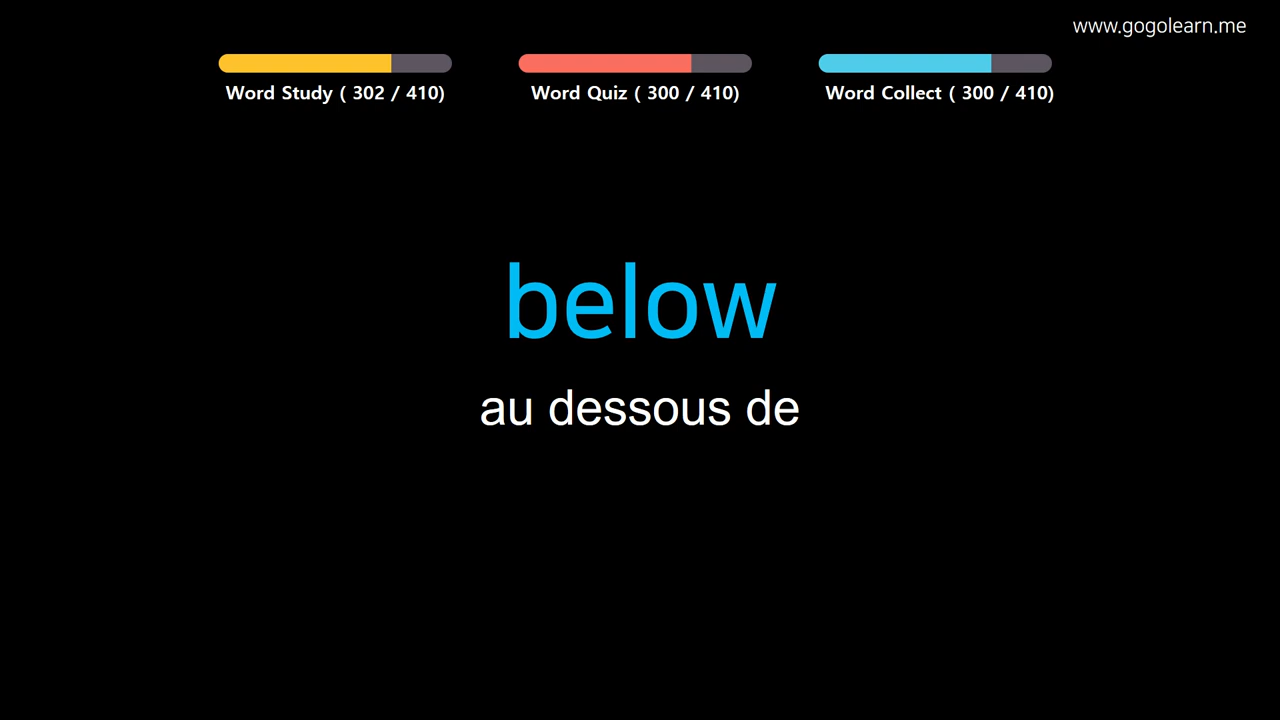 www.gogolearn.me
Word Study ( 302 / 410)
Word Quiz ( 300 / 410)
Word Collect ( 300 / 410)
below
au dessous de